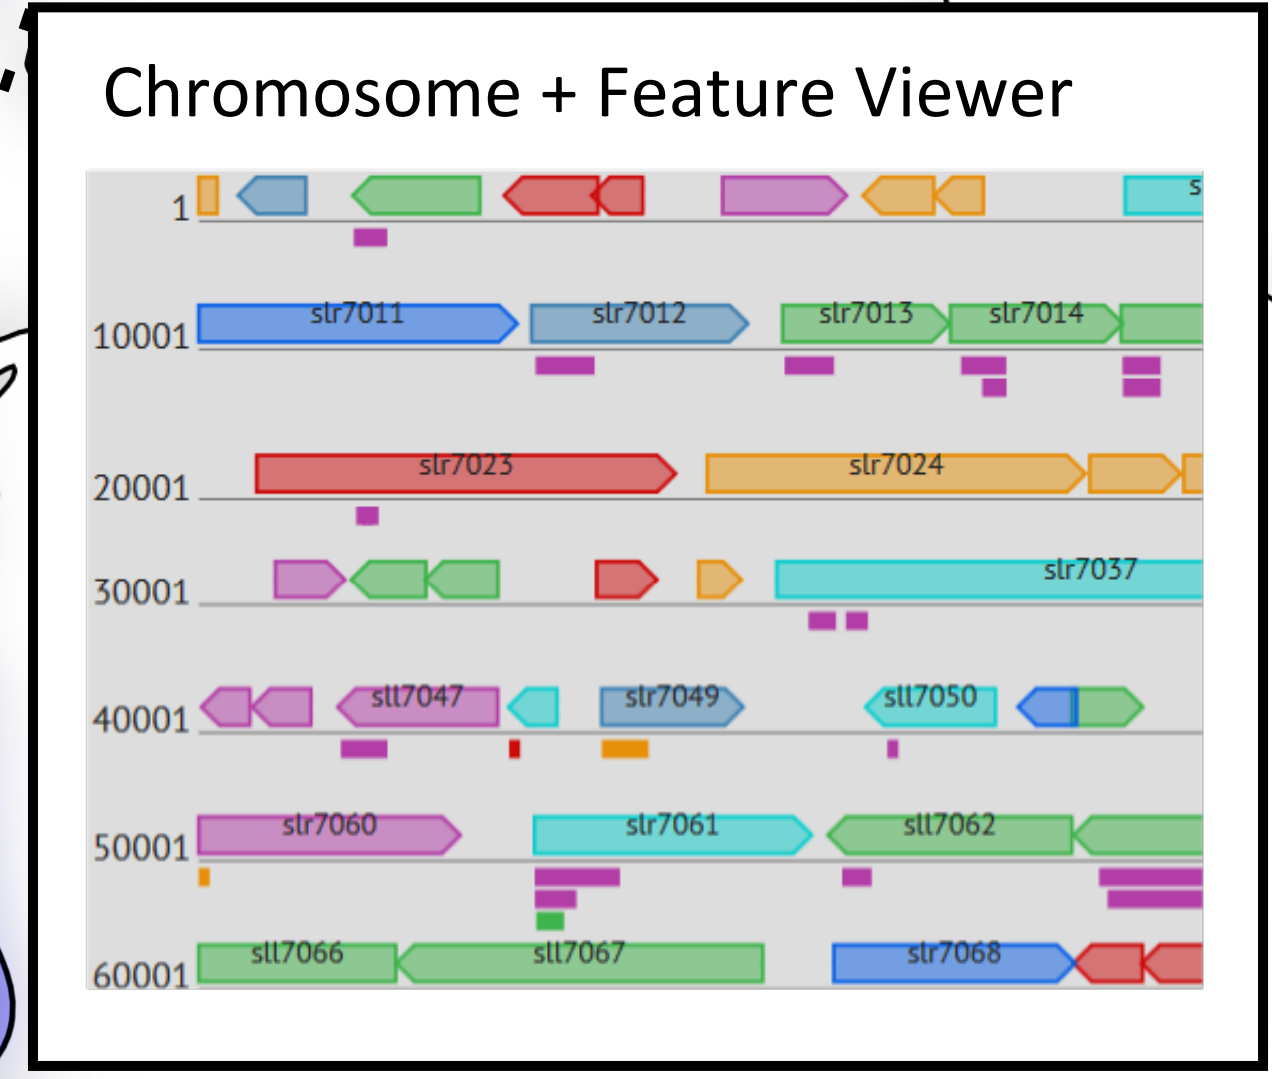 Chromosome + Feature Viewer
s
1
slr7011 slr7012 slr7013 slr7014
10001
slr7023 slr7024
20001
slr7037
30001
sll7047 slr7049 sll7050
40001
slr7060 slr7061 sll7062
50001
sll7066 sll7067 slr7068
60001